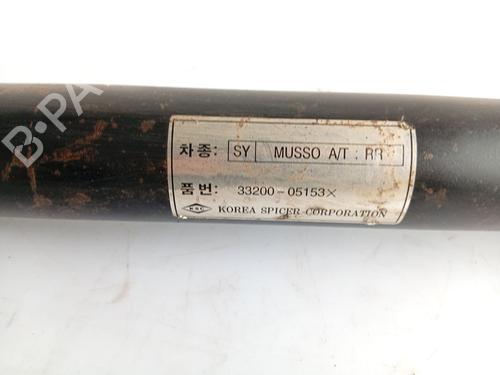 차종: SY MUSSO A/T : RR
품번: 33200-05153X
KSC KOREA SPICER CORPORATION
B-PA